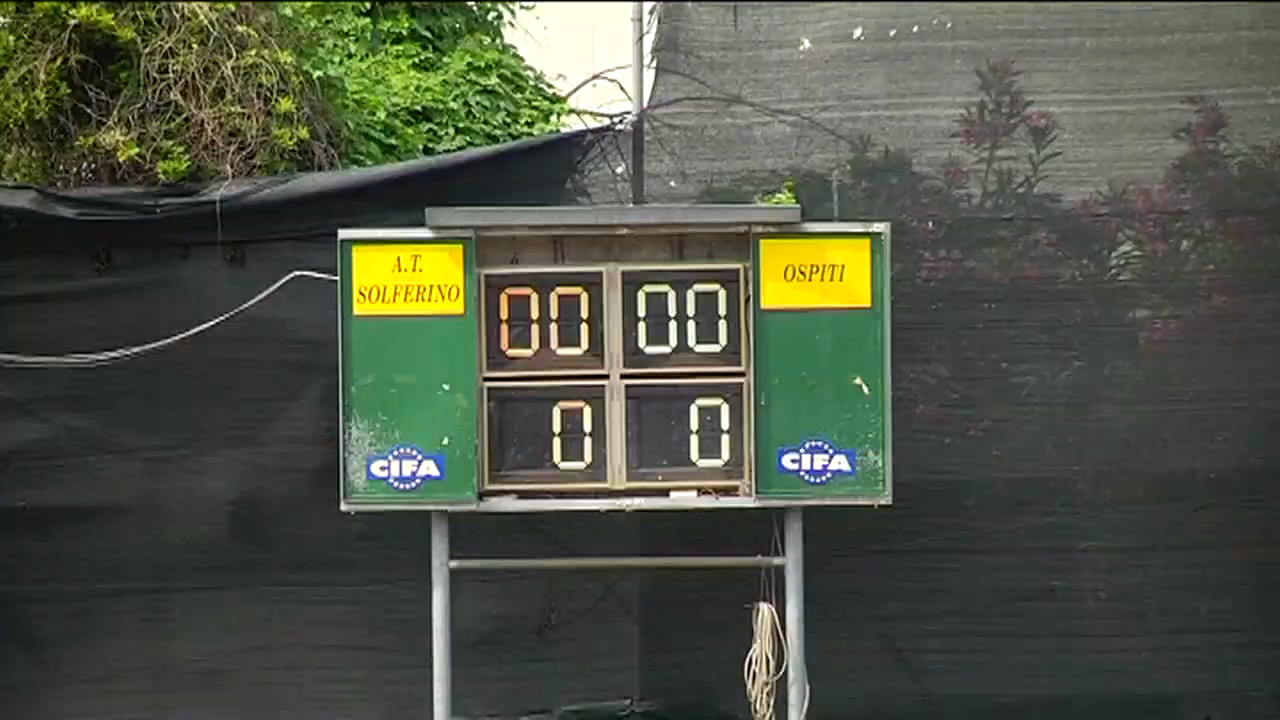 A.T.
SOLFERINO
OSPITI
00 00
0 0
CIFA
CIFA